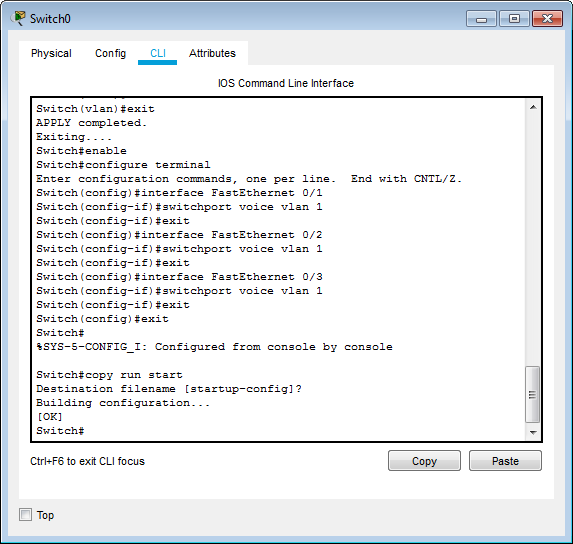 Switch0
Physical Config CLI Attributes
IOS Command Line Interface
Switch(vlan)#exit
APPLY completed.
Exiting....
Switch#enable
Switch#configure terminal
Enter configuration commands, one per line.  End with CNTL/Z.
Switch(config)#interface FastEthernet 0/1
Switch(config-if)#switchport voice vlan 1
Switch(config-if)#exit
Switch(config)#interface FastEthernet 0/2
Switch(config-if)#switchport voice vlan 1
Switch(config-if)#exit
Switch(config)#interface FastEthernet 0/3
Switch(config-if)#switchport voice vlan 1
Switch(config-if)#exit
Switch(config)#exit
Switch#
%SYS-5-CONFIG_I: Configured from console by console
Switch#copy run start
Destination filename [startup-config]?
Building configuration...
[OK]
Switch#
Ctrl+F6 to exit CLI focus Copy Paste
Top